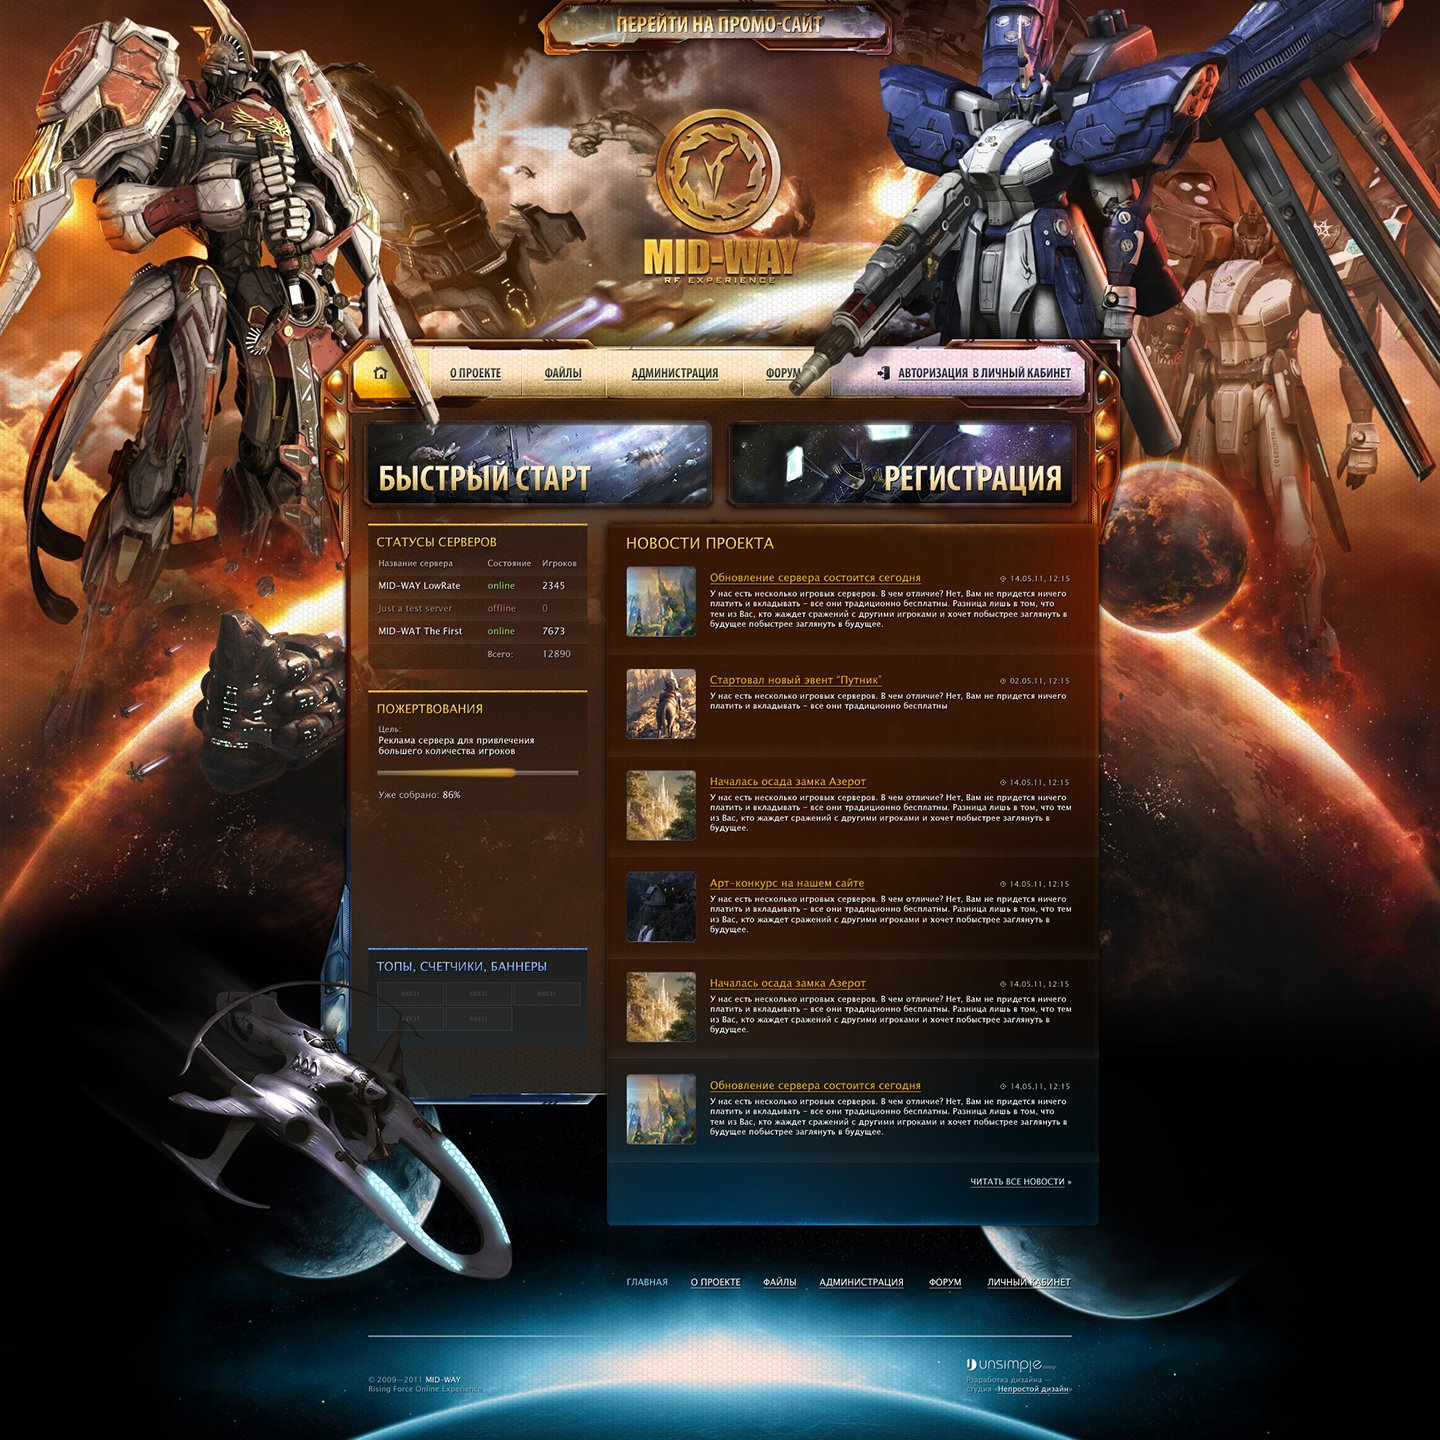 ПЕРЕЙТИ НА ПРОМО-САЙТ
MID-WAY
RF EXPERIENCE
О ПРОЕКТЕ
ФАЙЛЫ
АДМИНИСТРАЦИЯ
ФОРУМ
АВТОРИЗАЦИЯ В ЛИЧНЫЙ КАБИНЕТ
БЫСТРЫЙ СТАРТ
РЕГИСТРАЦИЯ
СТАТУСЫ СЕРВЕРОВ
Название сервера Состояние Игроков
MID-WAY LowRate online 2345
Just a test server offline 0
MID-WAT The First online 7673
Всего: 12890
ПОЖЕРТВОВАНИЯ
Цель:
Реклама сервера для привлечения
большего количества игроков
Уже собрано: 86%
ТОПЫ, СЧЕТЧИКИ, БАННЕРЫ
88X31 88X31 88X31
88X31 88X31
НОВОСТИ ПРОЕКТА
Обновление сервера состоится сегодня 14.05.11, 12:15
У нас есть несколько игровых серверов. В чем отличие? Нет, Вам не придется ничего
платить и вкладывать – все они традиционно бесплатны. Разница лишь в том, что
тем из Вас, кто жаждет сражений с другими игроками и хочет побыстрее заглянуть в
будущее побыстрее заглянуть в будущее.
Стартовал новый эвент “Путник” 02.05.11, 12:15
У нас есть несколько игровых серверов. В чем отличие? Нет, Вам не придется ничего
платить и вкладывать – все они традиционно бесплатны
Началась осада замка Азерот 14.05.11, 12:15
У нас есть несколько игровых серверов. В чем отличие? Нет, Вам не придется ничего
платить и вкладывать – все они традиционно бесплатны. Разница лишь в том, что тем
из Вас, кто жаждет сражений с другими игроками и хочет побыстрее заглянуть в
будущее.
Арт-конкурс на нашем сайте 14.05.11, 12:15
У нас есть несколько игровых серверов. В чем отличие? Нет, Вам не придется ничего
платить и вкладывать – все они традиционно бесплатны. Разница лишь в том, что тем
из Вас, кто жаждет сражений с другими игроками и хочет побыстрее заглянуть в
будущее.
Началась осада замка Азерот 14.05.11, 12:15
У нас есть несколько игровых серверов. В чем отличие? Нет, Вам не придется ничего
платить и вкладывать – все они традиционно бесплатны. Разница лишь в том, что тем
из Вас, кто жаждет сражений с другими игроками и хочет побыстрее заглянуть в
будущее.
Обновление сервера состоится сегодня 14.05.11, 12:15
У нас есть несколько игровых серверов. В чем отличие? Нет, Вам не придется ничего
платить и вкладывать – все они традиционно бесплатны. Разница лишь в том, что
тем из Вас, кто жаждет сражений с другими игроками и хочет побыстрее заглянуть в
будущее побыстрее заглянуть в будущее.
ЧИТАТЬ ВСЕ НОВОСТИ »
ГЛАВНАЯ О ПРОЕКТЕ ФАЙЛЫ АДМИНИСТРАЦИЯ ФОРУМ ЛИЧНЫЙ КАБИНЕТ
© 2009—2011 MID-WAY
Rising Force Online Experience
unsimple design
Разработка дизайна —
студия «Непростой дизайн»